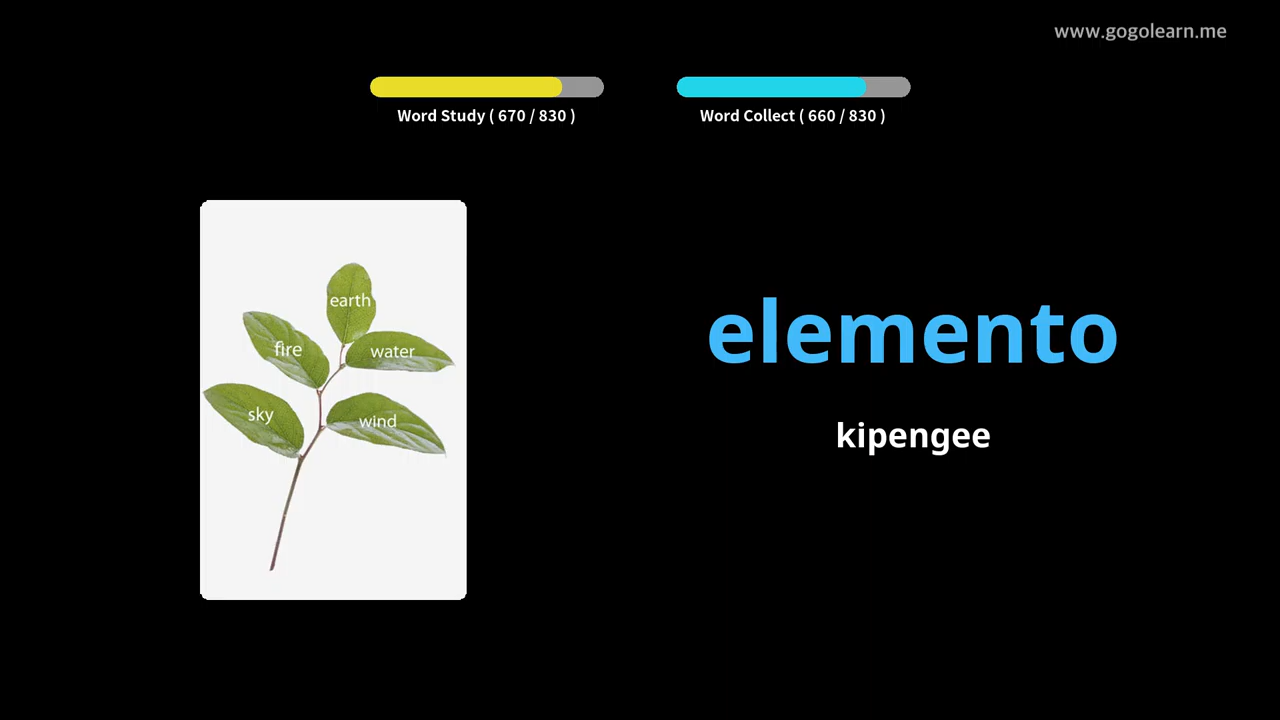 www.gogolearn.me
Word Study ( 670 / 830 )
Word Collect ( 660 / 830 )
earth
fire
water
sky
wind
elemento
kipengee